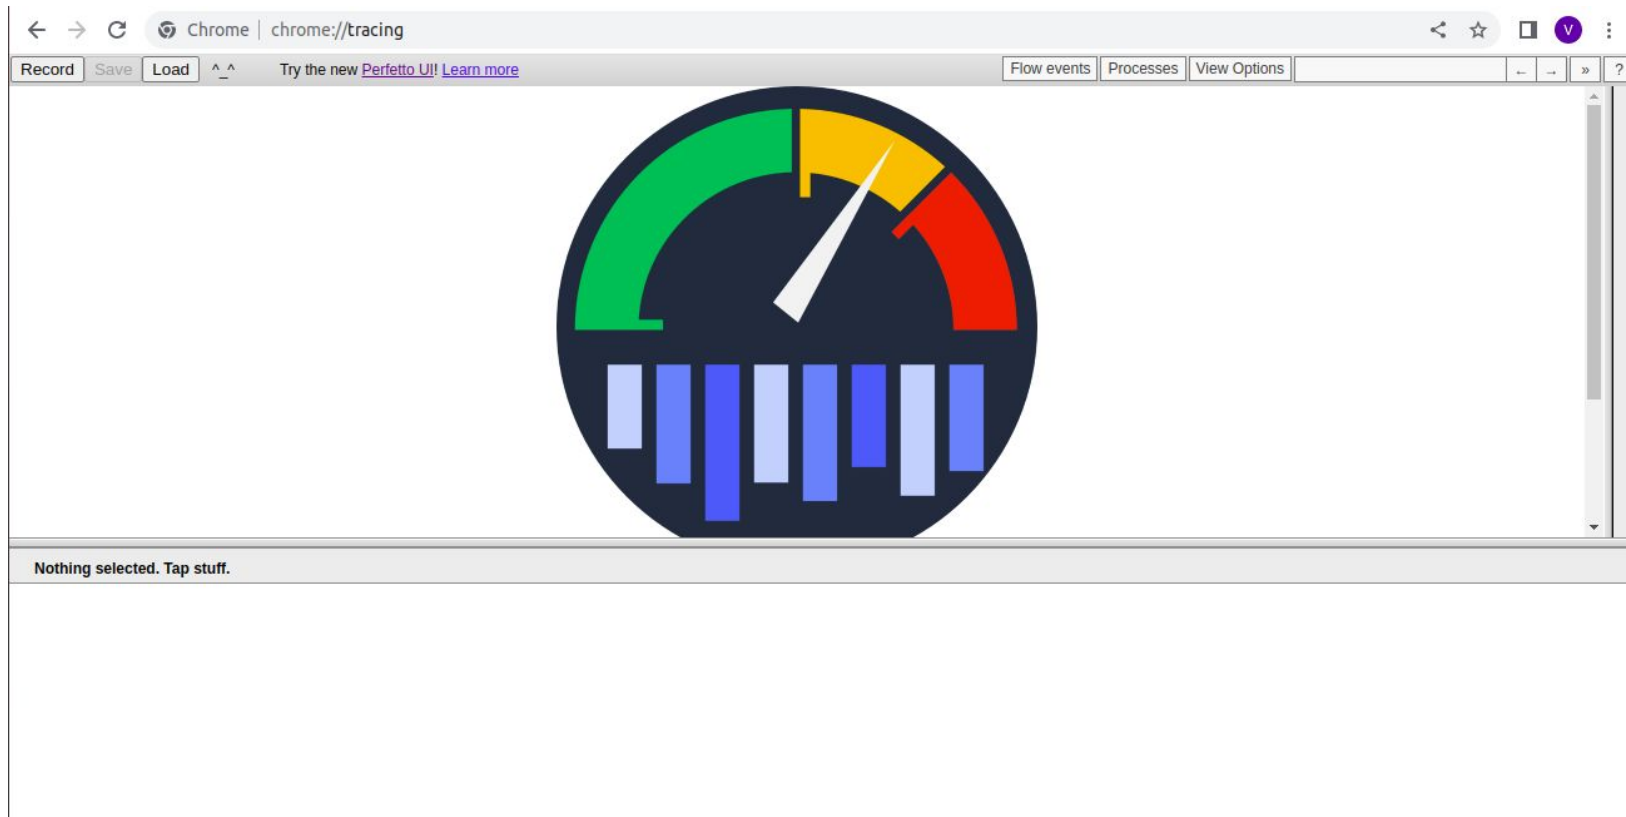 Chrome | chrome://tracing V
Record Save Load ^_^ Try the new Perfetto UI! Learn more Flow events Processes View Options ← → » ?
Nothing selected. Tap stuff.